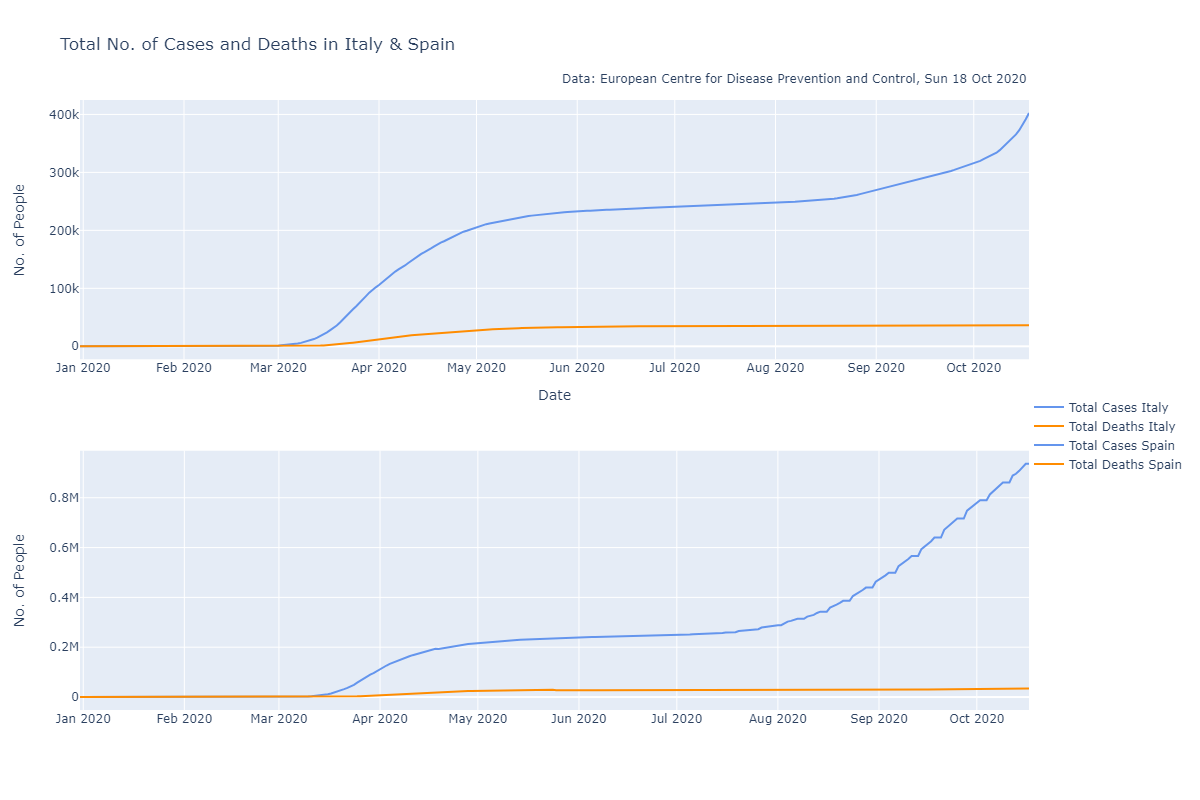 Total No. of Cases and Deaths in Italy & Spain
Data: European Centre for Disease Prevention and Control, Sun 18 Oct 2020
400k
300k
200k
100k
0
No. of People
Jan 2020 Feb 2020 Mar 2020 Apr 2020 May 2020 Jun 2020 Jul 2020 Aug 2020 Sep 2020 Oct 2020
Date
Total Cases Italy
Total Deaths Italy
Total Cases Spain
Total Deaths Spain
0.8M
0.6M
0.4M
0.2M
0
No. of People
Jan 2020 Feb 2020 Mar 2020 Apr 2020 May 2020 Jun 2020 Jul 2020 Aug 2020 Sep 2020 Oct 2020